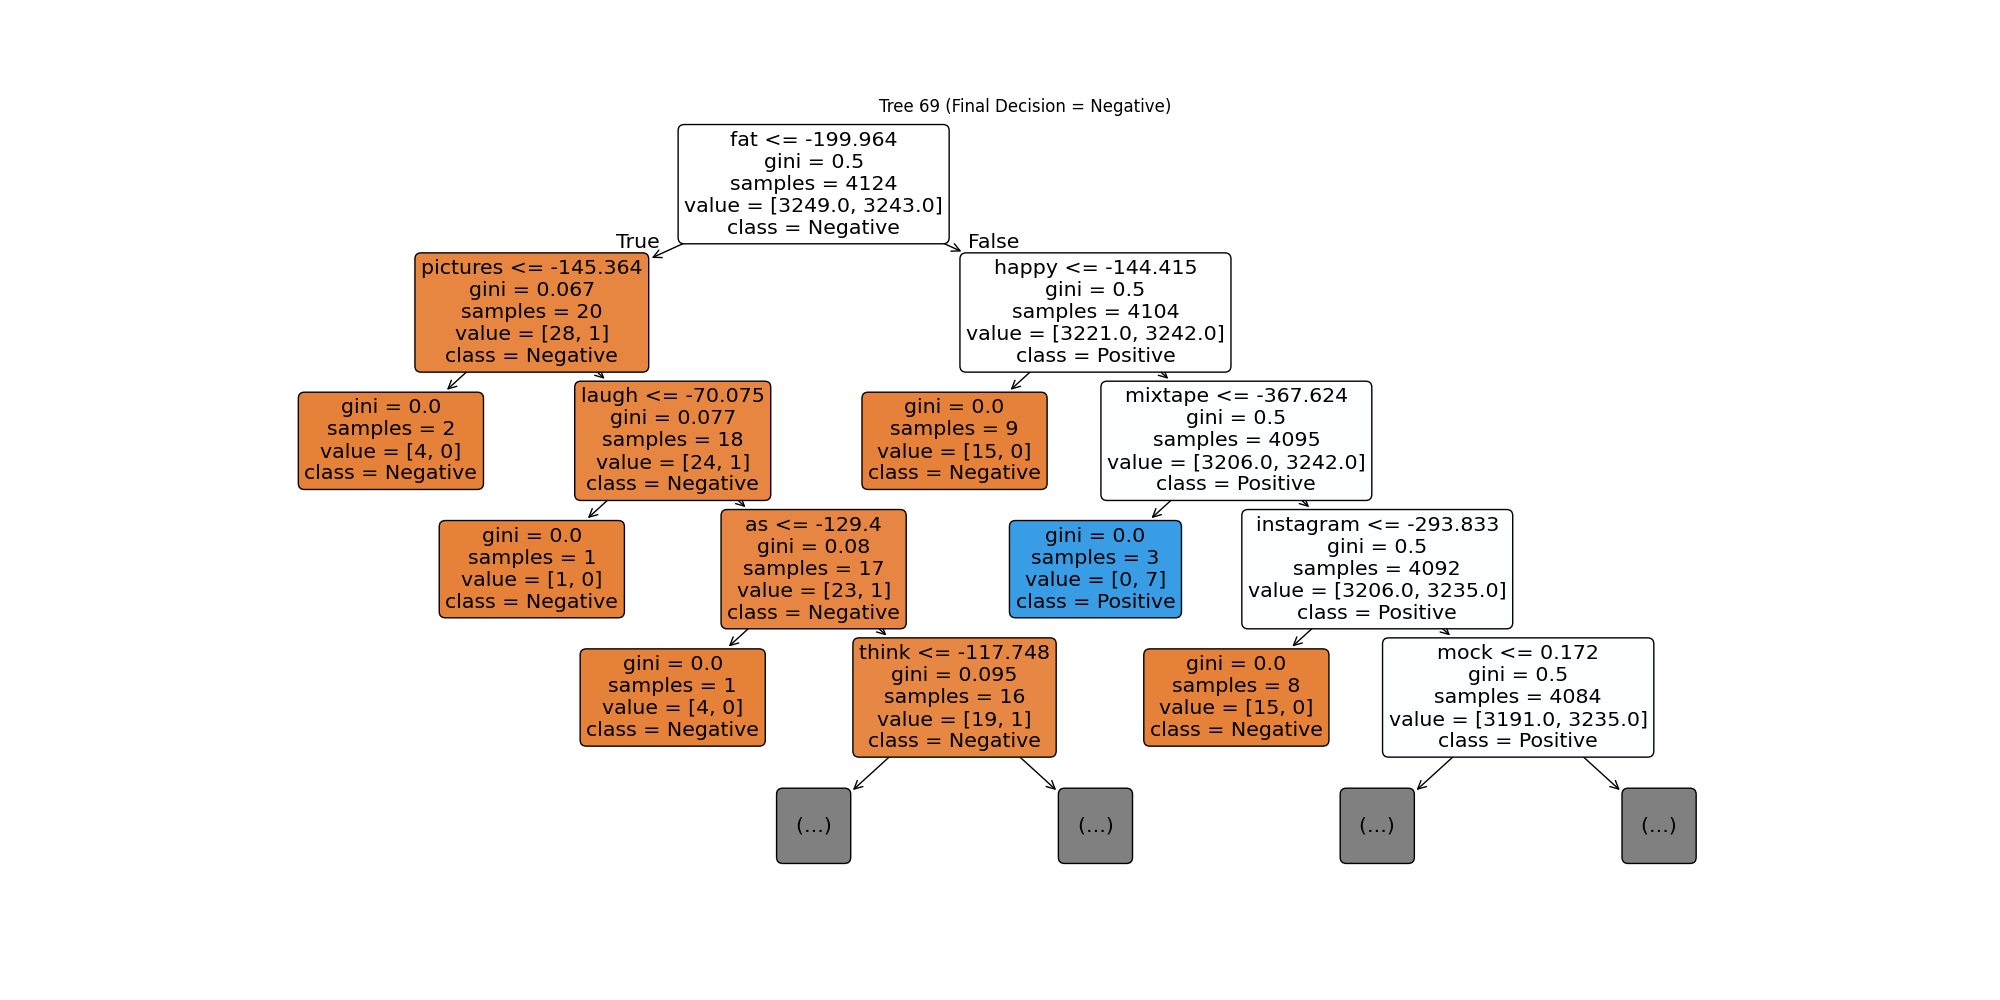 Tree 69 (Final Decision = Negative)
fat <= -199.964
gini = 0.5
samples = 4124
value = [3249.0, 3243.0]
class = Negative
True
False
pictures <= -145.364
gini = 0.067
samples = 20
value = [28, 1]
class = Negative
happy <= -144.415
gini = 0.5
samples = 4104
value = [3221.0, 3242.0]
class = Positive
gini = 0.0
samples = 2
value = [4, 0]
class = Negative
laugh <= -70.075
gini = 0.077
samples = 18
value = [24, 1]
class = Negative
gini = 0.0
samples = 9
value = [15, 0]
class = Negative
mixtape <= -367.624
gini = 0.5
samples = 4095
value = [3206.0, 3242.0]
class = Positive
gini = 0.0
samples = 1
value = [1, 0]
class = Negative
as <= -129.4
gini = 0.08
samples = 17
value = [23, 1]
class = Negative
gini = 0.0
samples = 3
value = [0, 7]
class = Positive
instagram <= -293.833
gini = 0.5
samples = 4092
value = [3206.0, 3235.0]
class = Positive
gini = 0.0
samples = 1
value = [4, 0]
class = Negative
think <= -117.748
gini = 0.095
samples = 16
value = [19, 1]
class = Negative
gini = 0.0
samples = 8
value = [15, 0]
class = Negative
mock <= 0.172
gini = 0.5
samples = 4084
value = [3191.0, 3235.0]
class = Positive
(...)
(...)
(...)
(...)